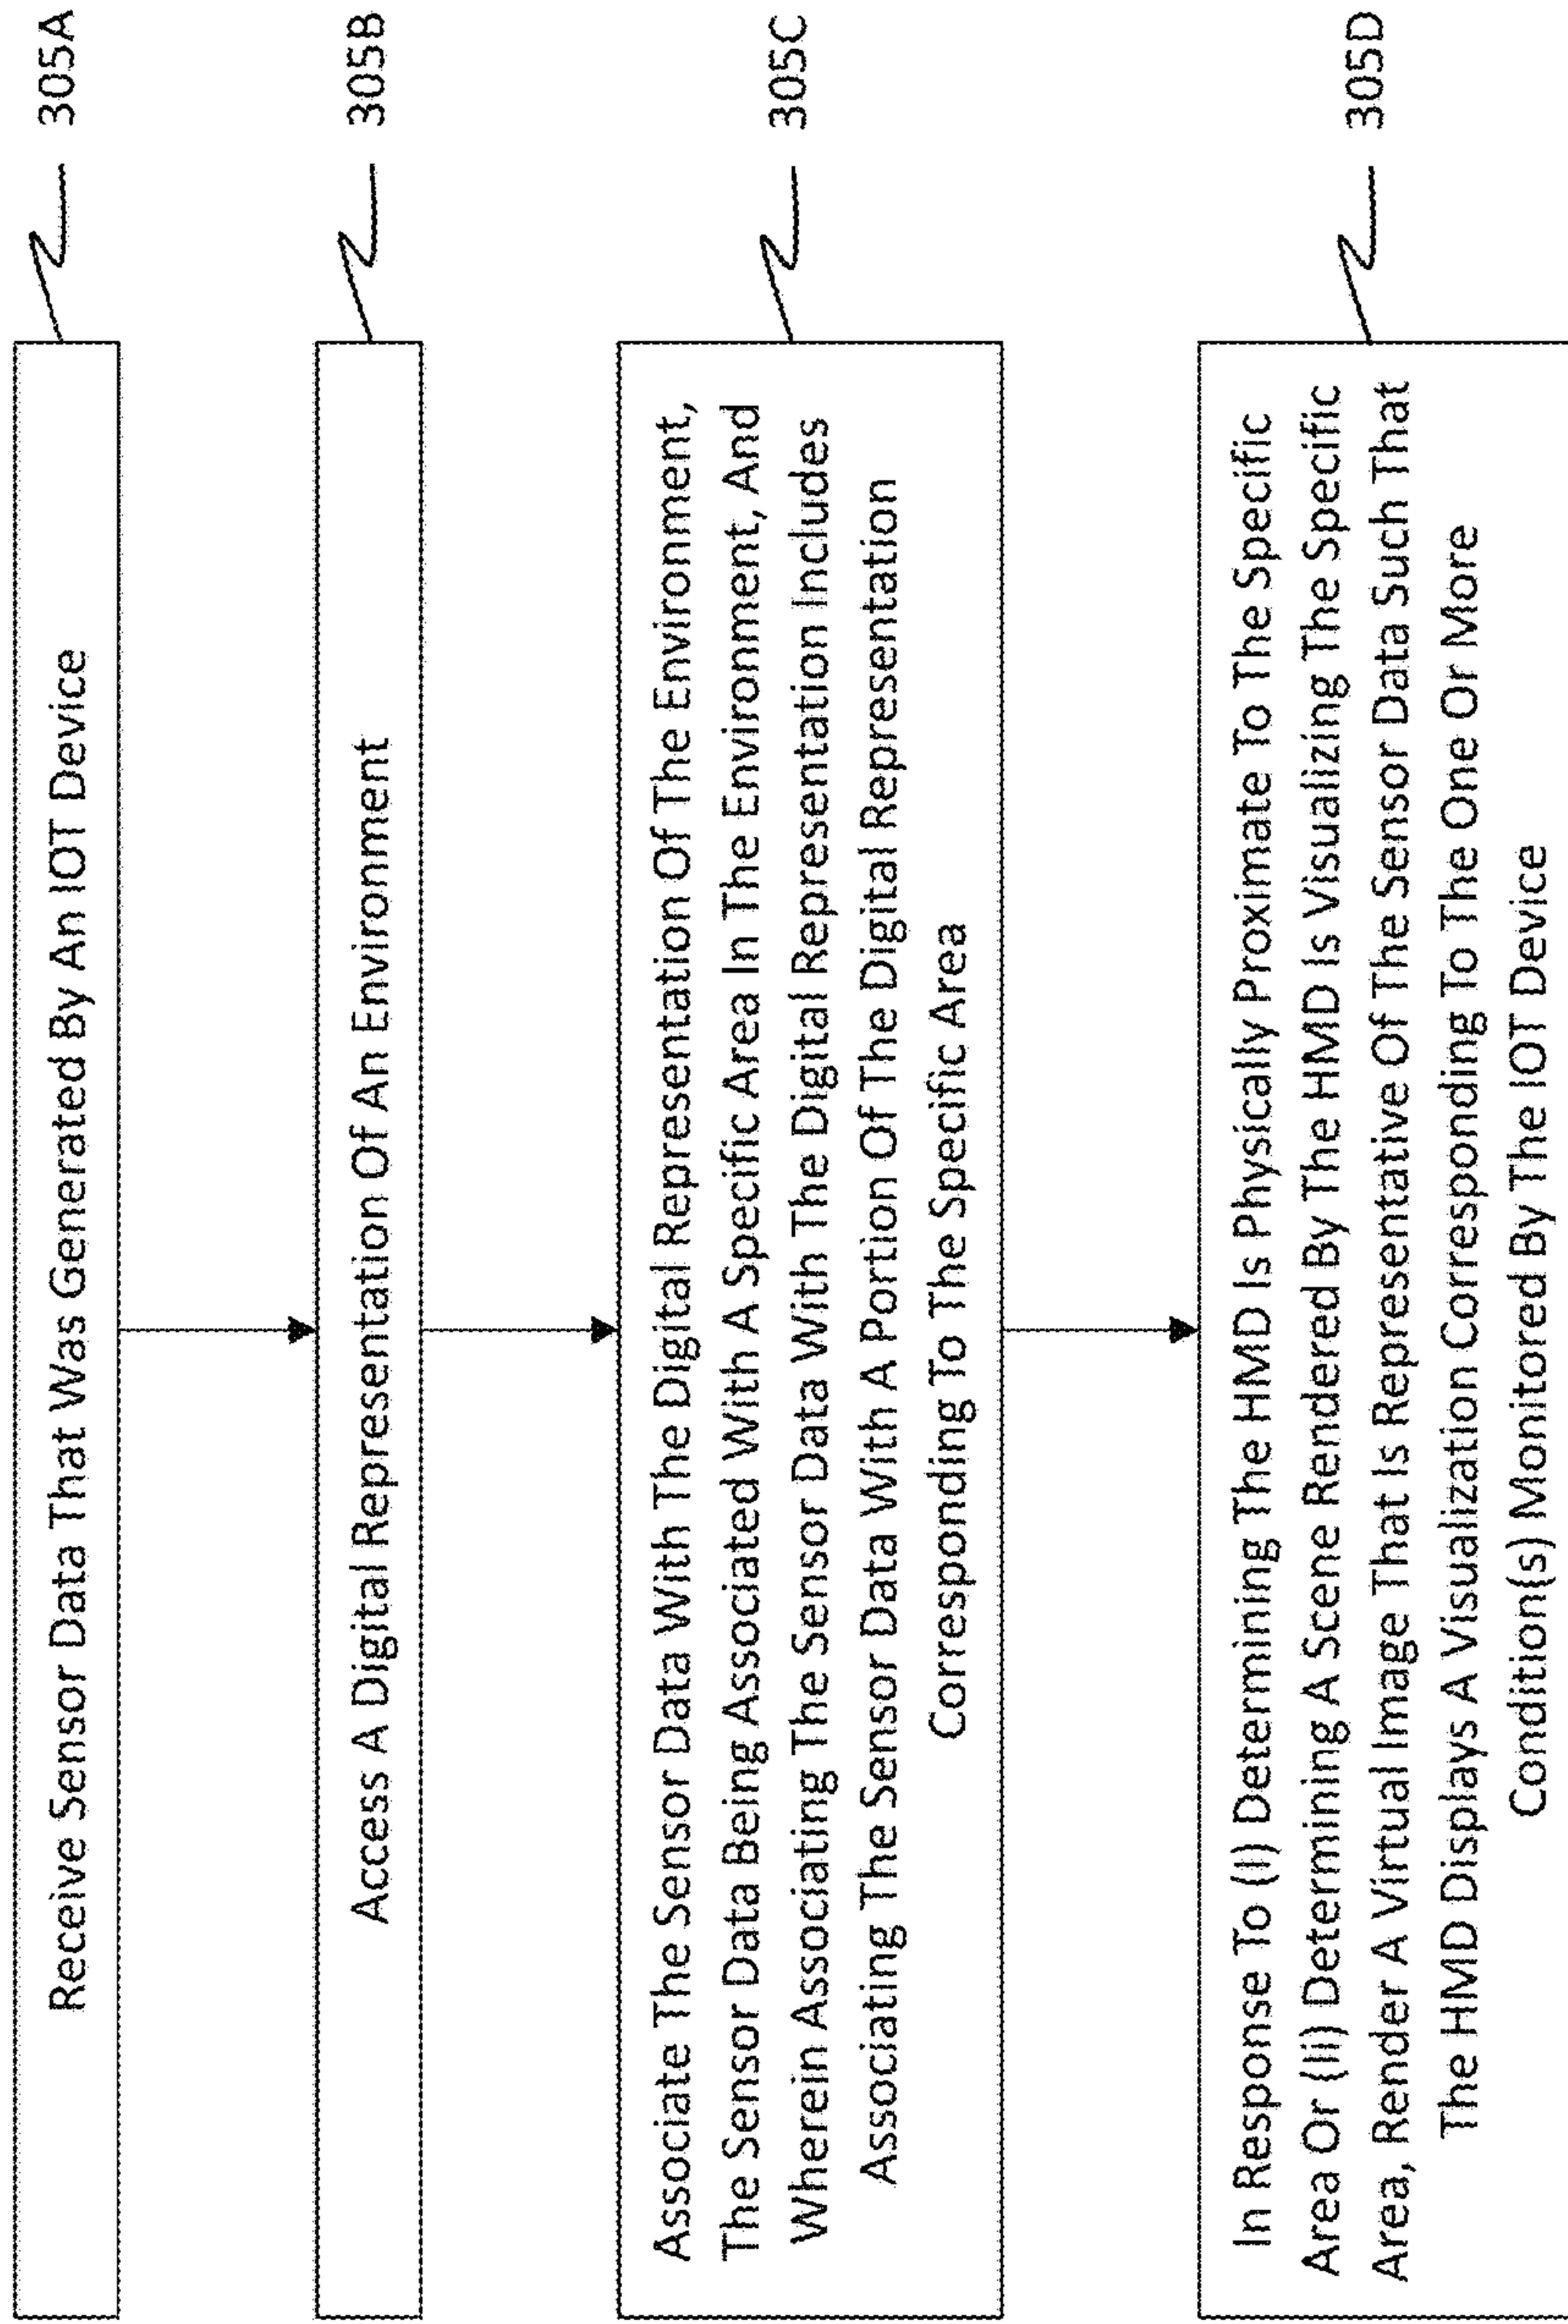 Receive Sensor Data That Was Generated By An IOT Device
305A
Access A Digital Representation Of An Environment
305B
Associate The Sensor Data With The Digital Representation Of The Environment,
The Sensor Data Being Associated With A Specific Area In The Environment, And
Wherein Associating The Sensor Data With The Digital Representation Includes
Associating The Sensor Data With A Portion Of The Digital Representation
Corresponding To The Specific Area
305C
In Response To (I) Determining The HMD Is Physically Proximate To The Specific
Area Or (Ii) Determining A Scene Rendered By The HMD Is Visualizing The Specific
Area, Render A Virtual Image That Is Representative Of The Sensor Data Such That
The HMD Displays A Visualization Corresponding To The One Or More
Condition(s) Monitored By The IOT Device
305D